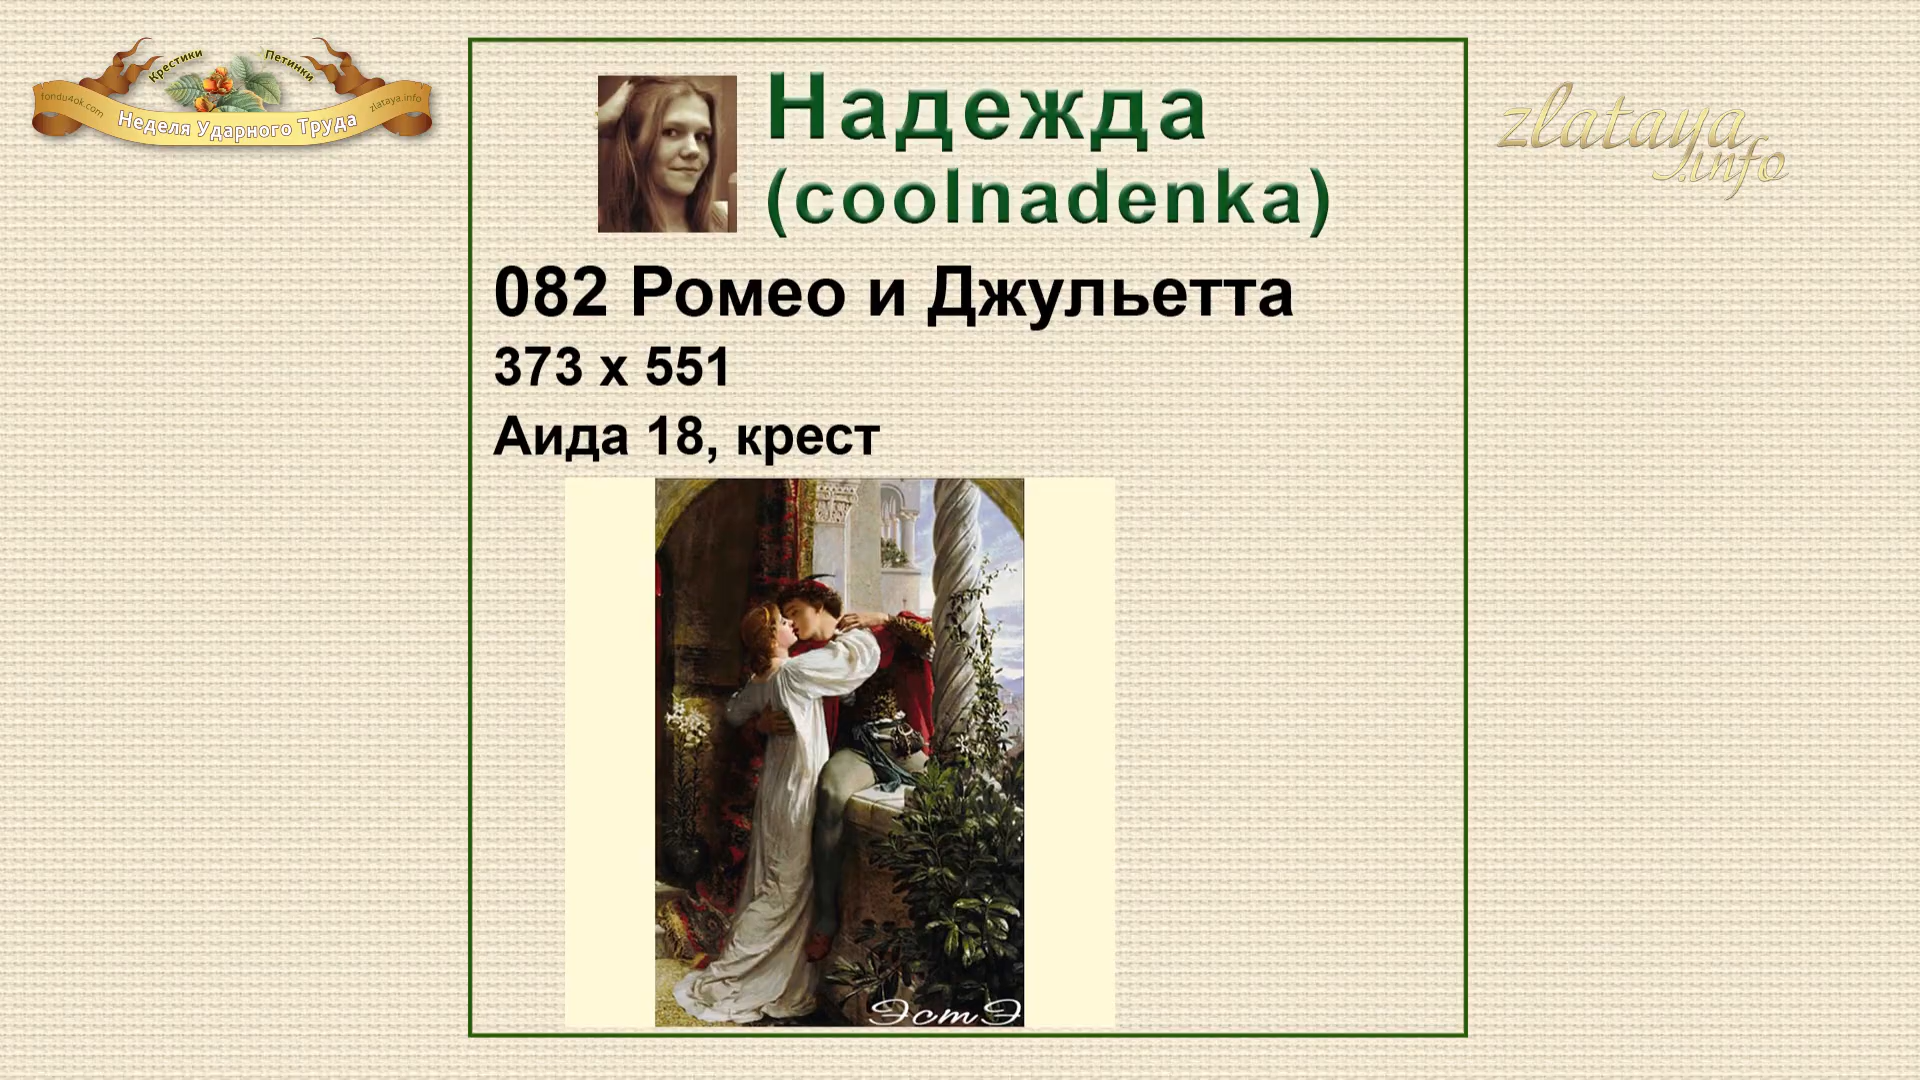 Крестики
Петинки
fondu4ok.com
zlataya.info
Неделя Ударного Труда
Надежда
(coolnadenka)
zlataya
.info
082 Ромео и Джульетта
373 x 551
Аида 18, крест
ЭстЭ